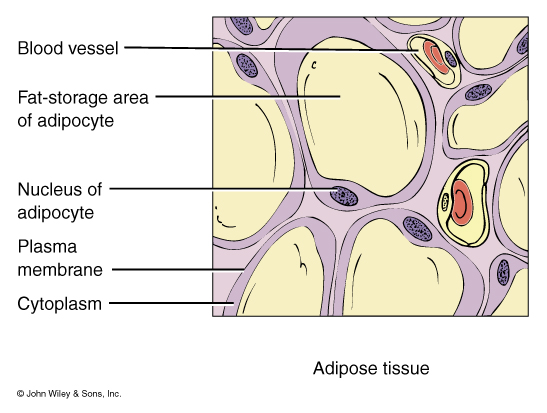 Blood vessel
Fat-storage area
of adipocyte
Nucleus of
adipocyte
Plasma
membrane
Cytoplasm
Adipose tissue
© John Wiley & Sons, Inc.